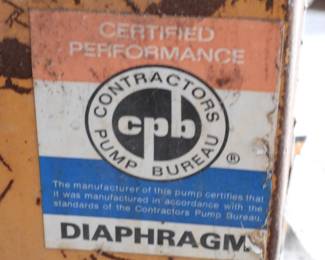 CERTIFIED
PERFORMANCE
CONTRACTORS
cpb
PUMP BUREAU
®
The manufacturer of this pump certifies that
it was manufactured in accordance with the
standards of the Contractors Pump Bureau.
DIAPHRAGM